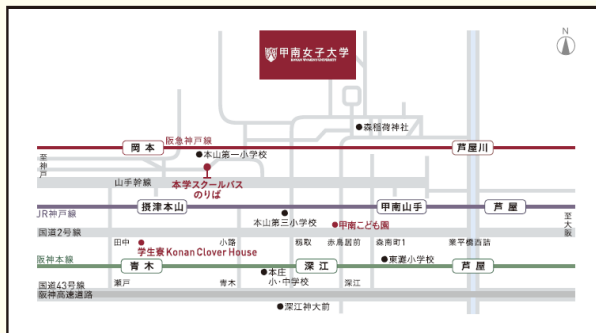 甲南女子大学
KONAN WOMEN'S UNIVERSITY
N
森稲荷神社
阪急神戸線
岡本
芦屋川
本山第一小学校
至神戸
本学スクールバス
のりば
山手幹線
JR神戸線
摂津本山
甲南山手
芦屋
本山第三小学校
甲南こども園
至大阪
国道2号線
田中
小路
稲取
赤鳥居前
森南町1
業平橋西詰
学生寮Konan Clover House
阪神本線
青木
深江
東灘小学校
芦屋
本庄
小・中学校
国道43号線
瀬戸
青木
深江
阪神高速道路
深江神大前